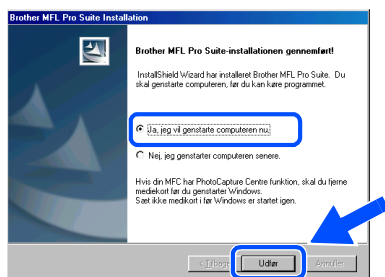 Brother MFL Pro Suite Installation
Brother MFL Pro Suite-installationen gennemført!
InstallShield Wizard har installeret Brother MFL Pro Suite. Du
skal genstarte computeren, før du kan køre programmet.
Ja, jeg vil genstarte computeren nu.
Nej, jeg genstarter computeren senere.
Hvis din MFC har PhotoCapture Centre funktion, skal du fjerne
mediekort før du genstarter Windows.
Sæt ikke mediekort i før Windows er startet igen.
< Tilbage Udfør Annuller